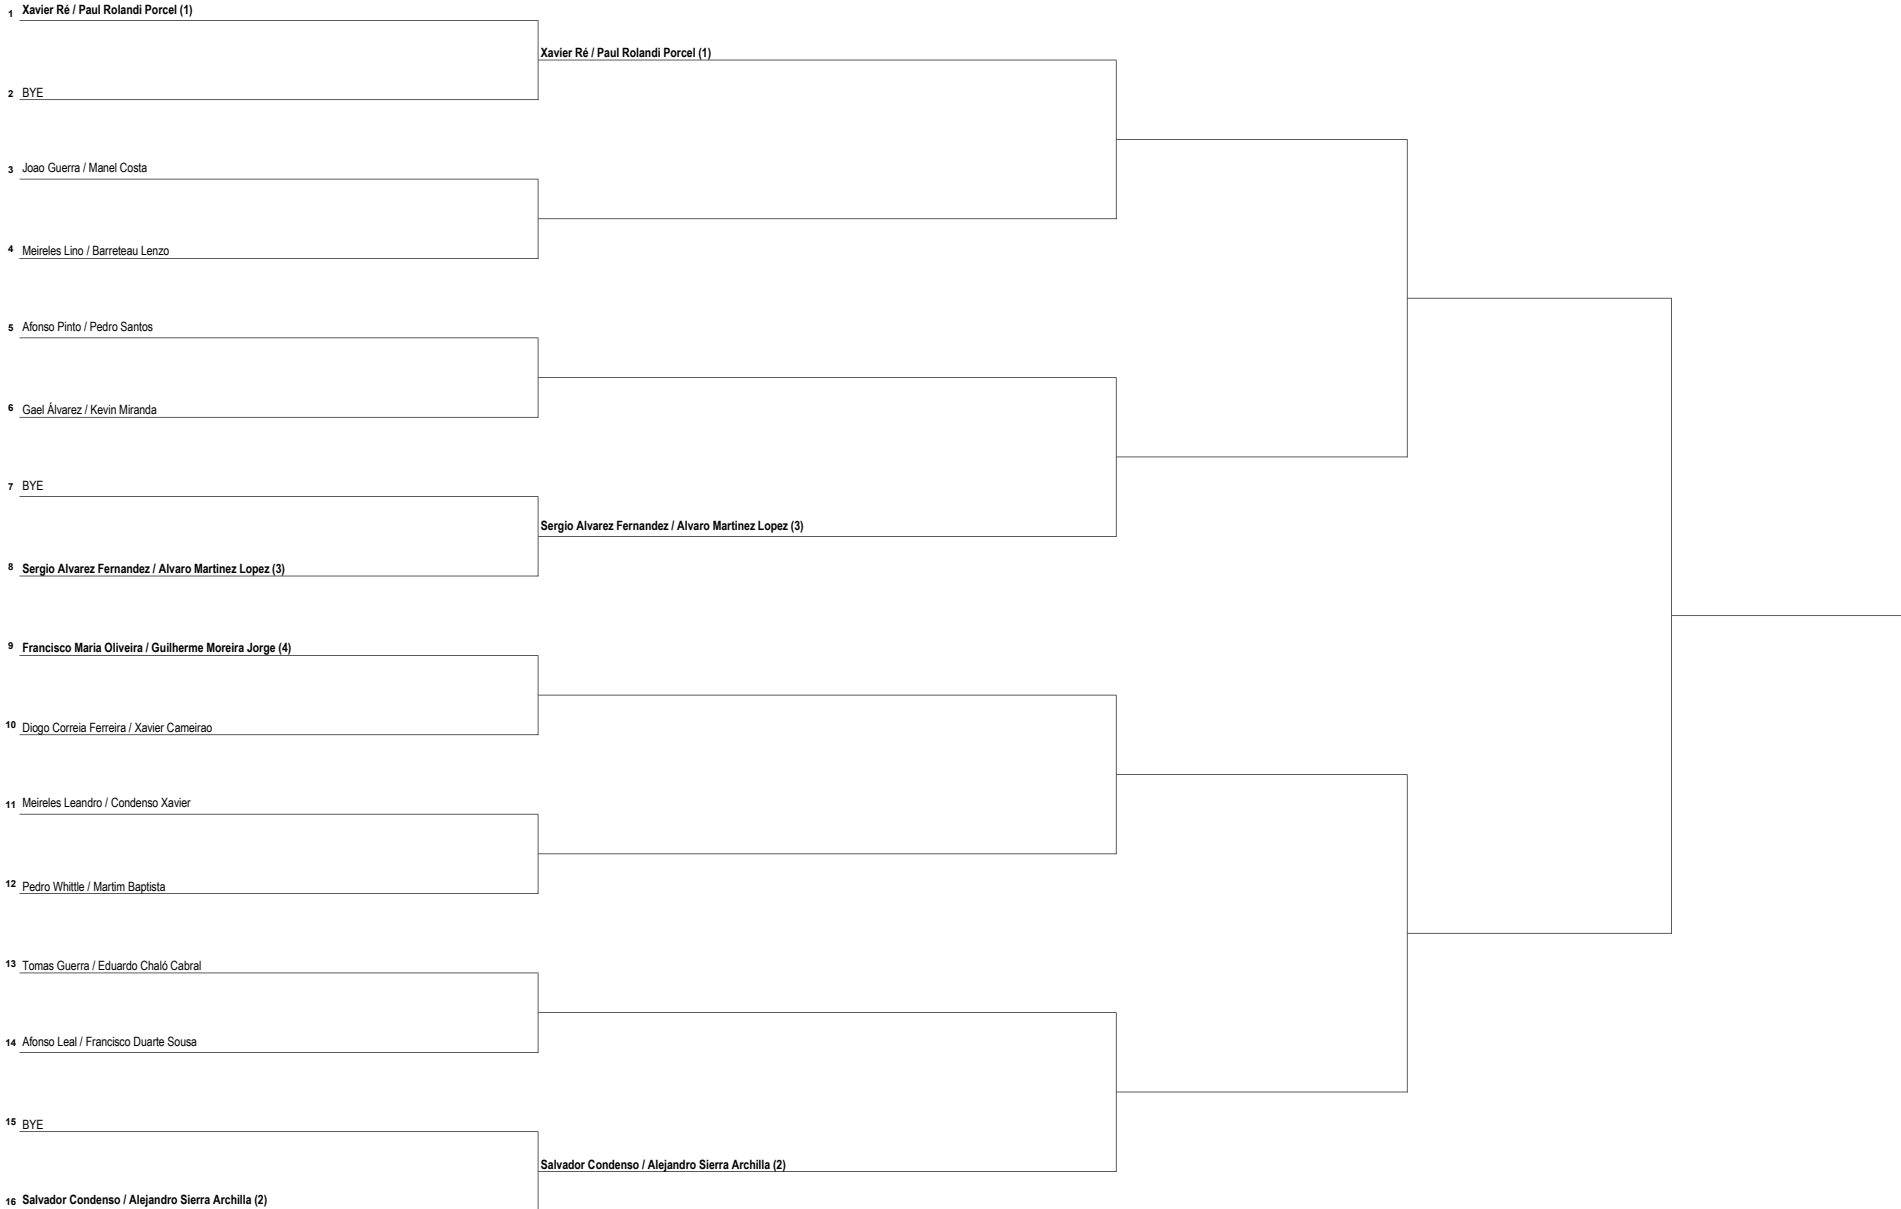 1 Xavier Ré / Paul Rolandi Porcel (1)
Xavier Ré / Paul Rolandi Porcel (1)
2 BYE
3 Joao Guerra / Manel Costa
4 Meireles Lino / Barreteau Lenzo
5 Afonso Pinto / Pedro Santos
6 Gael Álvarez / Kevin Miranda
7 BYE
Sergio Alvarez Fernandez / Alvaro Martinez Lopez (3)
8 Sergio Alvarez Fernandez / Alvaro Martinez Lopez (3)
9 Francisco Maria Oliveira / Guilherme Moreira Jorge (4)
10 Diogo Correia Ferreira / Xavier Cameirao
11 Meireles Leandro / Condenso Xavier
12 Pedro Whittle / Martim Baptista
13 Tomas Guerra / Eduardo Chaló Cabral
14 Afonso Leal / Francisco Duarte Sousa
15 BYE
Salvador Condenso / Alejandro Sierra Archilla (2)
16 Salvador Condenso / Alejandro Sierra Archilla (2)